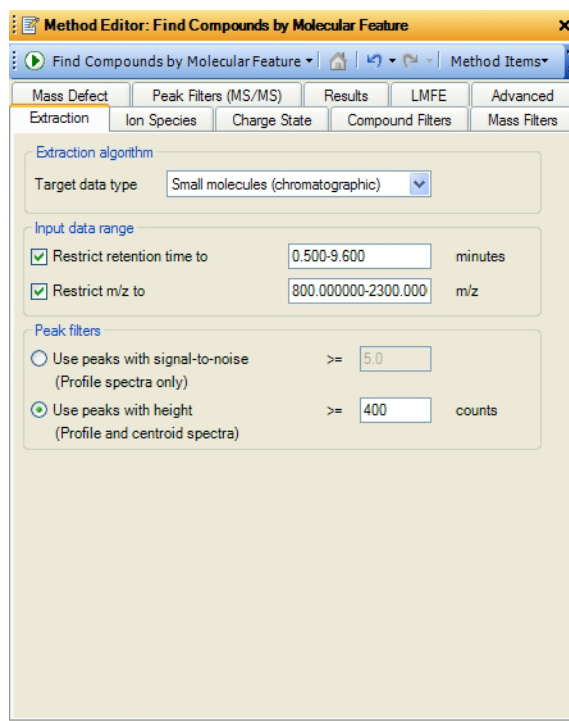 Method Editor: Find Compounds by Molecular Feature
Find Compounds by Molecular Feature Method Items
Mass Defect Peak Filters (MS/MS) Results LMFE Advanced
Extraction Ion Species Charge State Compound Filters Mass Filters
Extraction algorithm
Target data type Small molecules (chromatographic)
Input data range
Restrict retention time to 0.500-9.600 minutes
Restrict m/z to 800.000000-2300.000 m/z
Peak filters
Use peaks with signal-to-noise >= 5.0
(Profile spectra only)
Use peaks with height >= 400 counts
(Profile and centroid spectra)